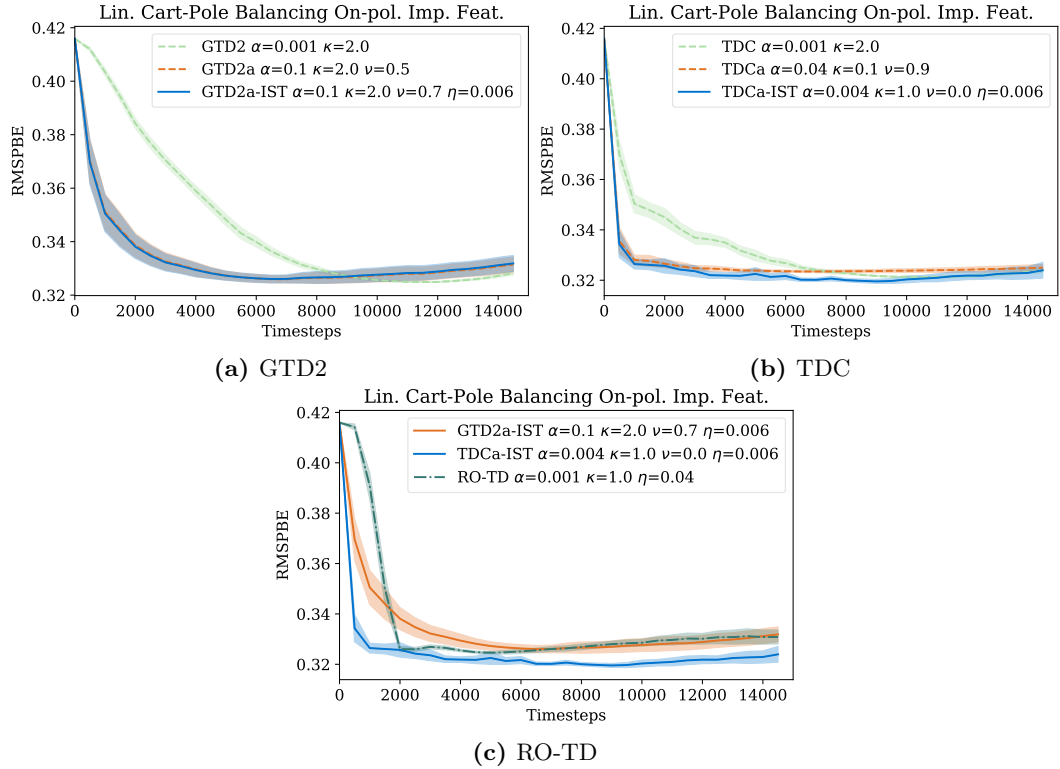 Lin. Cart-Pole Balancing On-pol. Imp. Feat.
GTD2 α=0.001 κ=2.0
GTD2a α=0.1 κ=2.0 ν=0.5
GTD2a-IST α=0.1 κ=2.0 ν=0.7 η=0.006
RMSPBE
0.42
0.40
0.38
0.36
0.34
0.32
0 2000 4000 6000 8000 10000 12000 14000
Timesteps
(a) GTD2
Lin. Cart-Pole Balancing On-pol. Imp. Feat.
TDC α=0.001 κ=2.0
TDCa α=0.04 κ=0.1 ν=0.9
TDCa-IST α=0.004 κ=1.0 ν=0.0 η=0.006
RMSPBE
0.42
0.40
0.38
0.36
0.34
0.32
0 2000 4000 6000 8000 10000 12000 14000
Timesteps
(b) TDC
Lin. Cart-Pole Balancing On-pol. Imp. Feat.
GTD2a-IST α=0.1 κ=2.0 ν=0.7 η=0.006
TDCa-IST α=0.004 κ=1.0 ν=0.0 η=0.006
RO-TD α=0.001 κ=1.0 η=0.04
RMSPBE
0.42
0.40
0.38
0.36
0.34
0.32
0 2000 4000 6000 8000 10000 12000 14000
Timesteps
(c) RO-TD